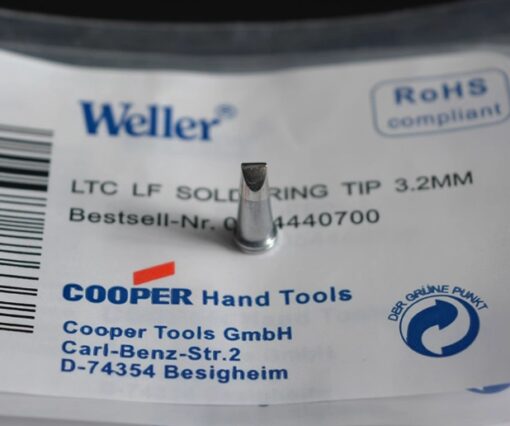 Weller®
RoHS
compliant
LTC LF RING TIP 3.2MM
Bestsell-Nr.
COOPER Hand Tools
DER GRÜNE PUNKT
Cooper Tools GmbH
Carl-Benz-Str.2
D-74354 Besigheim